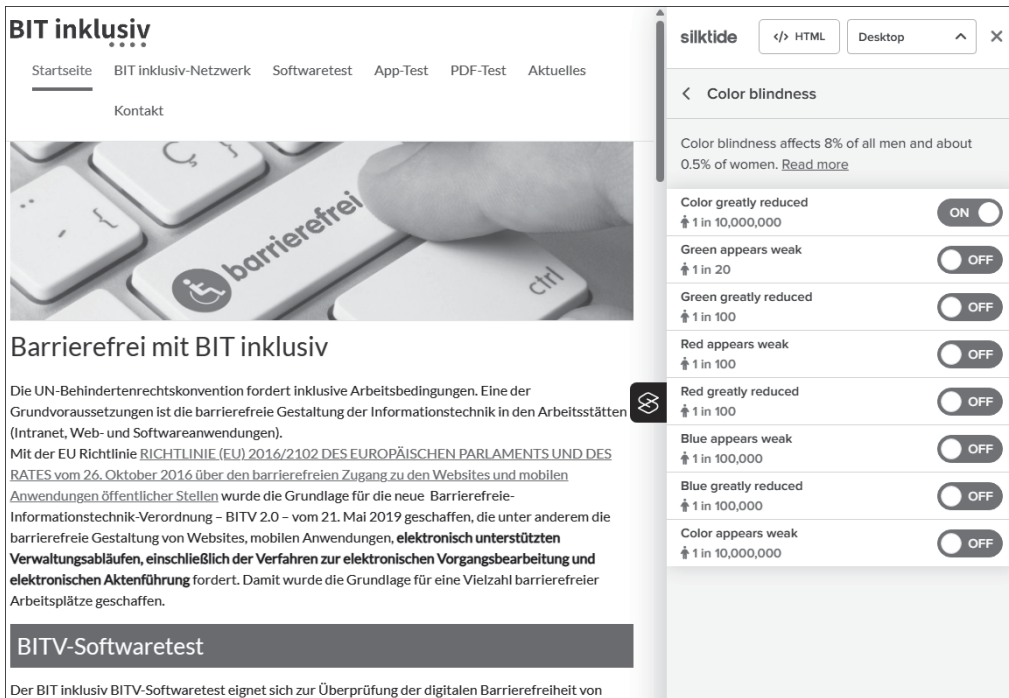 BIT inklusiv
Startseite BIT inklusiv-Netzwerk Softwaretest App-Test PDF-Test Aktuelles
Kontakt
barrierefrei
ctrl
Barrierefrei mit BIT inklusiv
Die UN-Behindertenrechtskonvention fordert inklusive Arbeitsbedingungen. Eine der
Grundvoraussetzungen ist die barrierefreie Gestaltung der Informationstechnik in den Arbeitsstätten
(Intranet, Web- und Softwareanwendungen).
Mit der EU Richtlinie RICHTLINIE (EU) 2016/2102 DES EUROPÄISCHEN PARLAMENTS UND DES
RATES vom 26. Oktober 2016 über den barrierefreien Zugang zu den Websites und mobilen
Anwendungen öffentlicher Stellen wurde die Grundlage für die neue Barrierefreie-
Informationstechnik-Verordnung – BITV 2.0 – vom 21. Mai 2019 geschaffen, die unter anderem die
barrierefreie Gestaltung von Websites, mobilen Anwendungen, elektronisch unterstützten
Verwaltungsabläufen, einschließlich der Verfahren zur elektronischen Vorgangsbearbeitung und
elektronischen Aktenführung fordert. Damit wurde die Grundlage für eine Vielzahl barrierefreier
Arbeitsplätze geschaffen.
BITV-Softwaretest
Der BIT inklusiv BITV-Softwaretest eignet sich zur Überprüfung der digitalen Barrierefreiheit von
silktide </> HTML Desktop
Color blindness
Color blindness affects 8% of all men and about
0.5% of women. Read more
Color greatly reduced
1 in 10,000,000
ON
Green appears weak
1 in 20
OFF
Green greatly reduced
1 in 100
OFF
Red appears weak
1 in 100
OFF
Red greatly reduced
1 in 100
OFF
Blue appears weak
1 in 100,000
OFF
Blue greatly reduced
1 in 100,000
OFF
Color appears weak
1 in 10,000,000
OFF